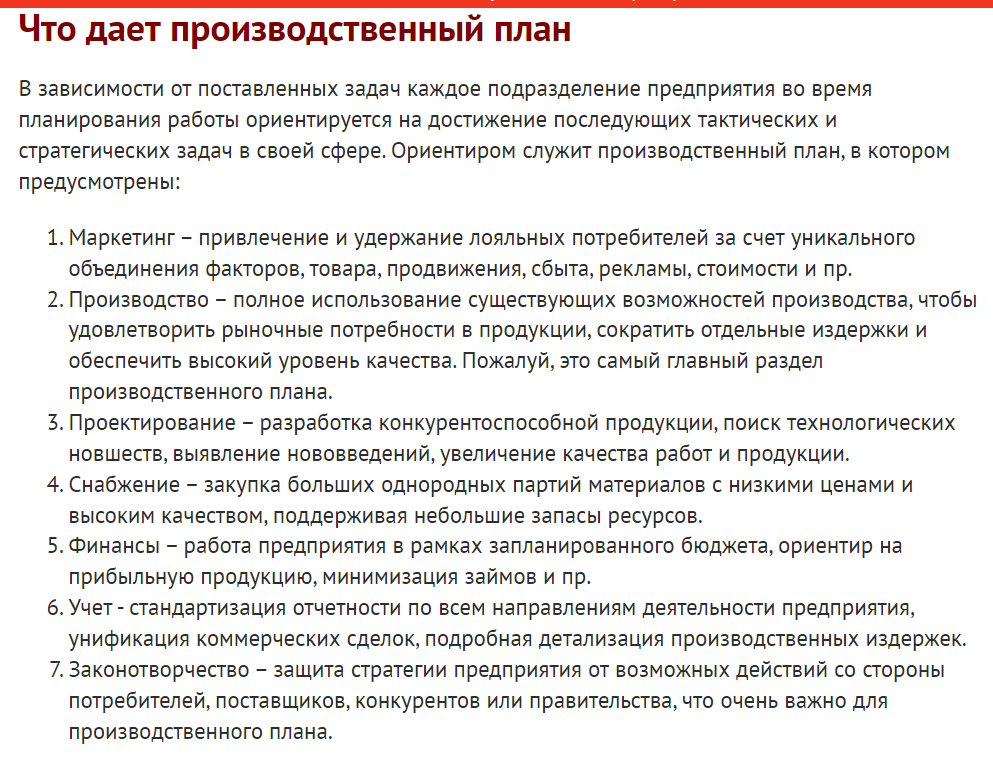 Что дает производственный план
В зависимости от поставленных задач каждое подразделение предприятия во время
планирования работы ориентируется на достижение последующих тактических и
стратегических задач в своей сфере. Ориентиром служит производственный план, в котором
предусмотрены:
1. Маркетинг – привлечение и удержание лояльных потребителей за счет уникального
объединения факторов, товара, продвижения, сбыта, рекламы, стоимости и пр.
2. Производство – полное использование существующих возможностей производства, чтобы
удовлетворить рыночные потребности в продукции, сократить отдельные издержки и
обеспечить высокий уровень качества. Пожалуй, это самый главный раздел
производственного плана.
3. Проектирование – разработка конкурентоспособной продукции, поиск технологических
новшеств, выявление нововведений, увеличение качества работ и продукции.
4. Снабжение – закупка больших однородных партий материалов с низкими ценами и
высоким качеством, поддерживая небольшие запасы ресурсов.
5. Финансы – работа предприятия в рамках запланированного бюджета, ориентир на
прибыльную продукцию, минимизация займов и пр.
6. Учет - стандартизация отчетности по всем направлениям деятельности предприятия,
унификация коммерческих сделок, подробная детализация производственных издержек.
7. Законотворчество – защита стратегии предприятия от возможных действий со стороны
потребителей, поставщиков, конкурентов или правительства, что очень важно для
производственного плана.